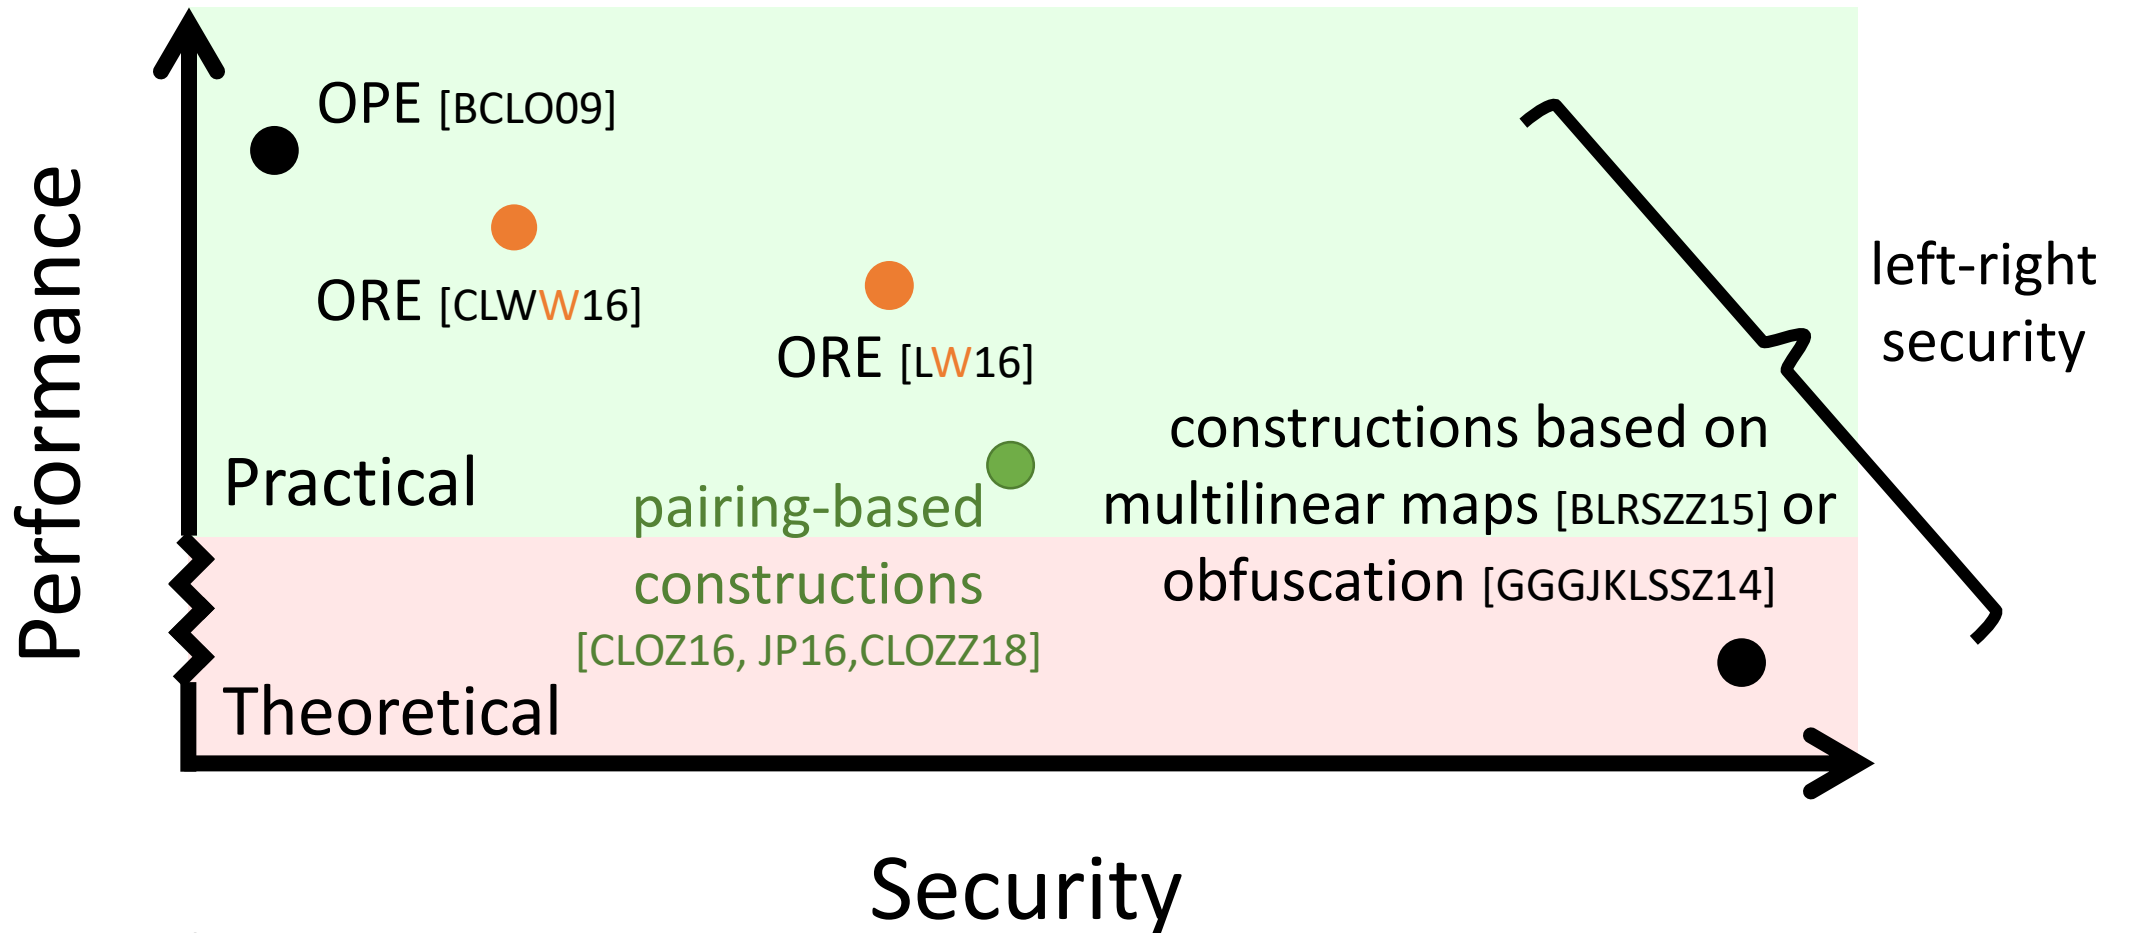 Performance
OPE [BCLO09]
ORE [CLWWW16]
ORE [LW16]
left-right
security
Practical
pairing-based
constructions
[CLOZ16, JP16,CLOZZ18]
constructions based on
multilinear maps [BLRSZZ15] or
obfuscation [GGGJKLSSZ14]
Theoretical
Security